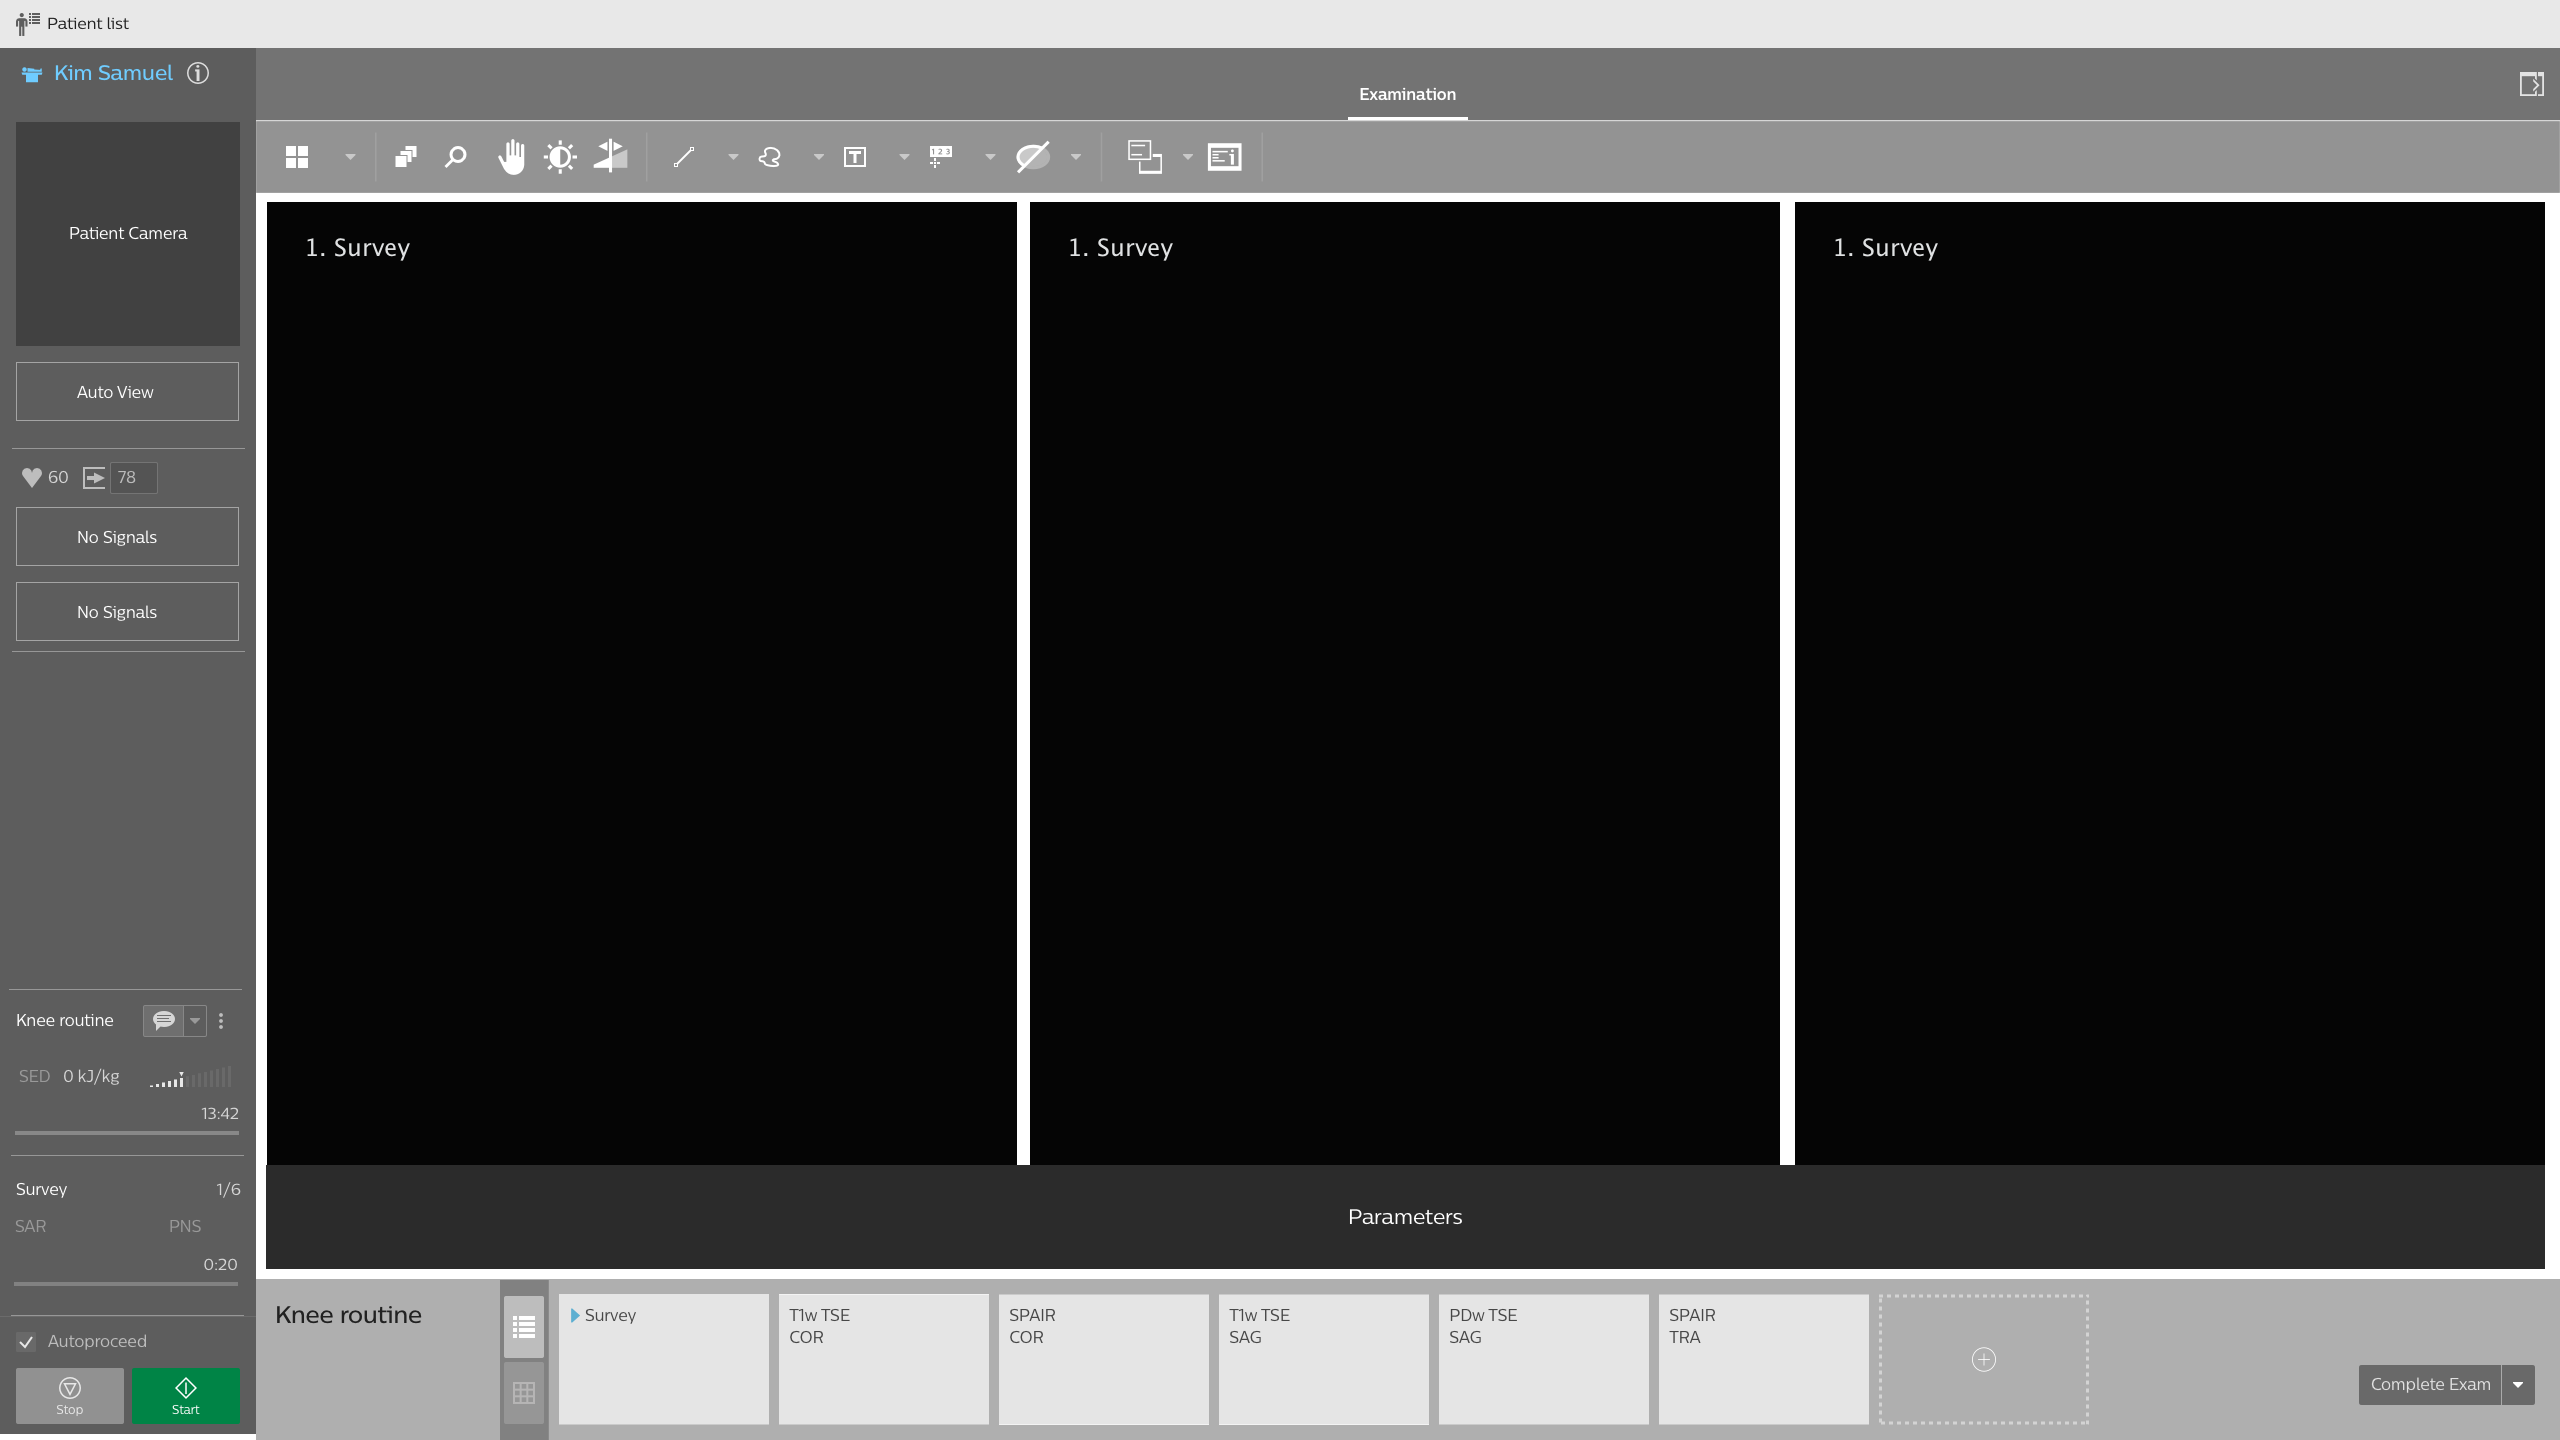 Patient list
Kim Samuel
Examination
Patient Camera
1. Survey
1. Survey
1. Survey
Auto View
60
78
No Signals
No Signals
Knee routine
SED 0 kJ/kg
13:42
Survey 1/6
SAR PNS
0:20
Autoproceed
Stop
Start
Parameters
Knee routine
Survey
T1w TSE
COR
SPAIR
COR
T1w TSE
SAG
PDw TSE
SAG
SPAIR
TRA
Complete Exam
T
1 2 3